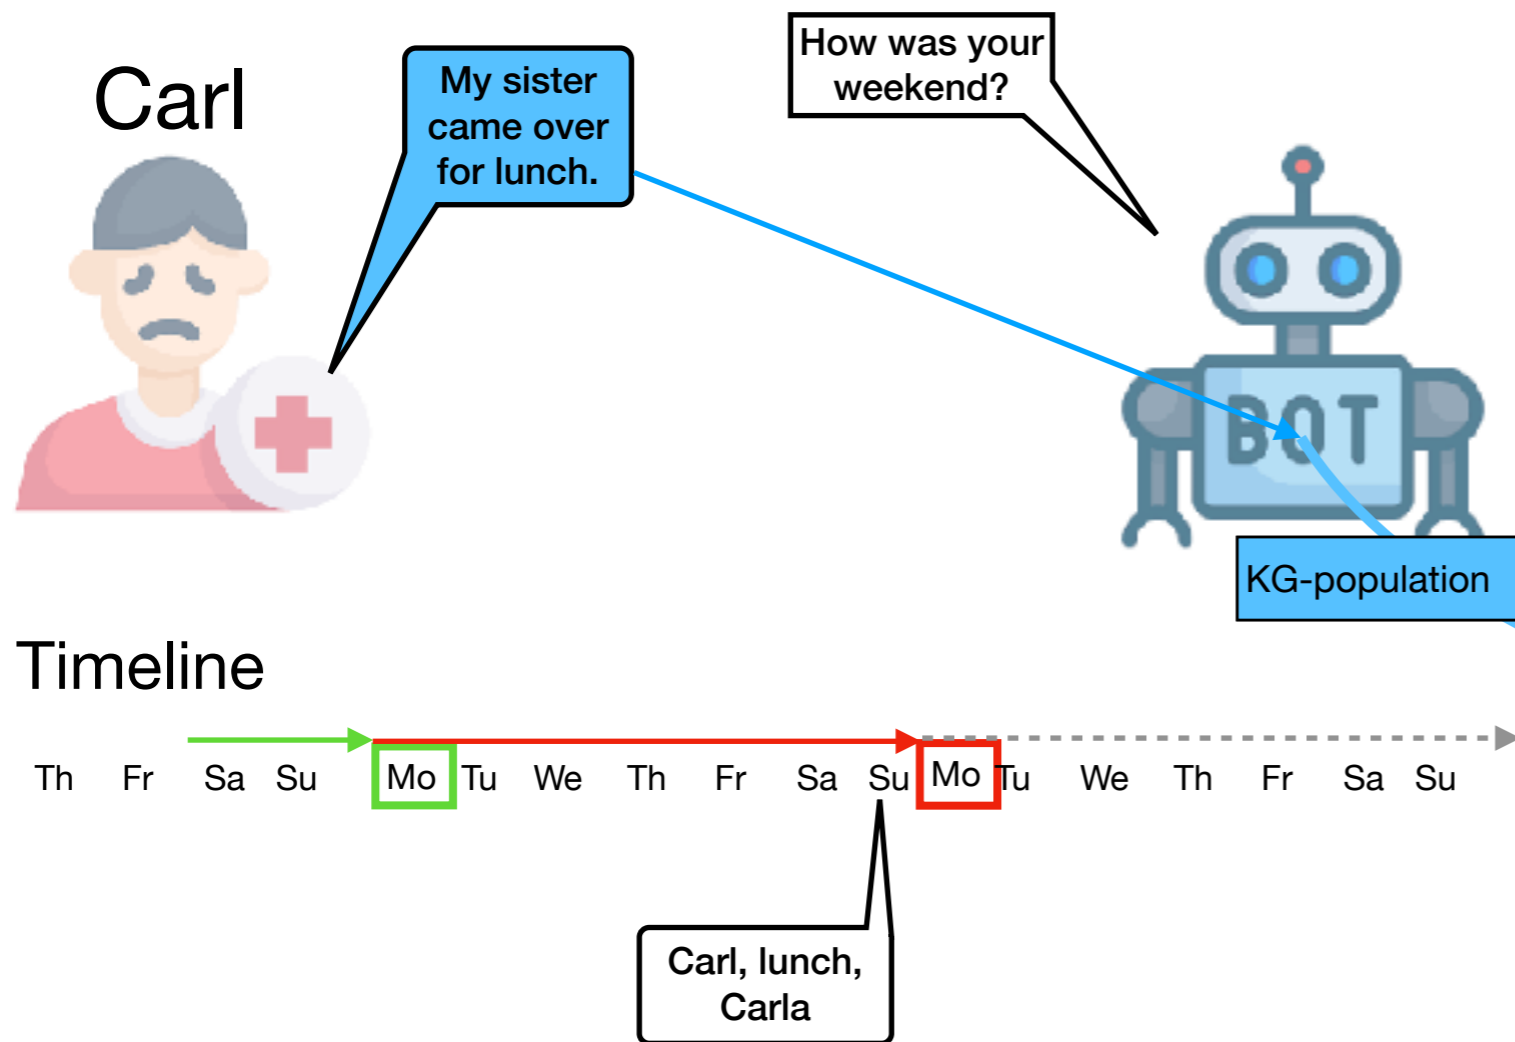 Carl
My sister
came over
for lunch.
How was your
weekend?
BOT
KG-population
Timeline
Th Fr Sa Su Mo Tu We Th Fr Sa Su Mo Tu We Th Fr Sa Su
Carl, lunch,
Carla